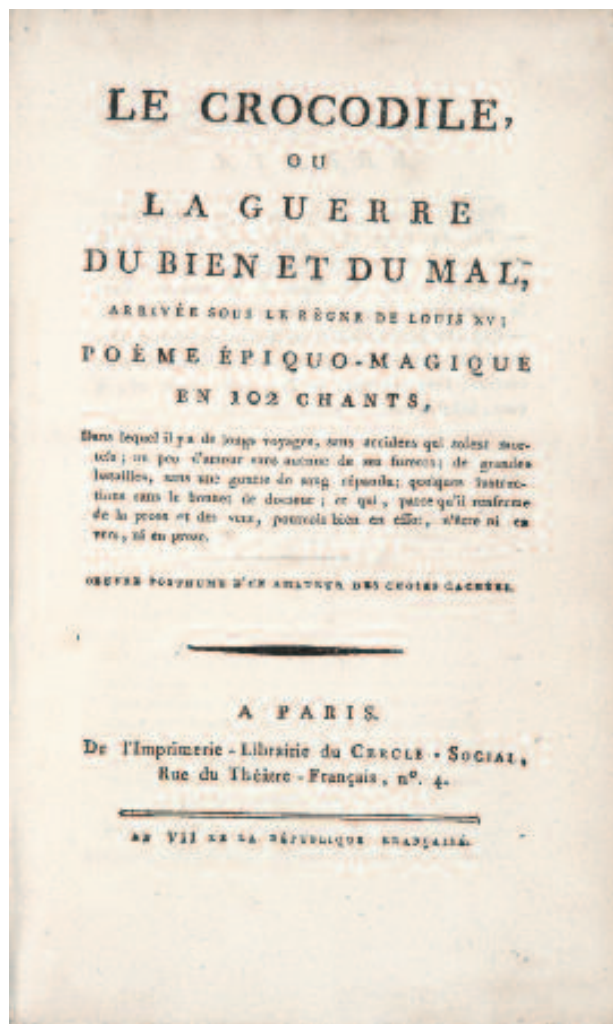 LE CROCODILE,
OU
LA GUERRE
DU BIEN ET DU MAL,
ARRIVÉE SOUS LE RÈGNE DE LOUIS XV;
POÈME ÉPIQUO-MAGIQUE
EN 102 CHANTS,
Dans lequel il y a de longs voyages, sans accidens qui soient mor-
tels; un peu d'amour sans aucune de ses fureurs; de grandes
batailles, sans une goutte de sang répandu; quelques instruc-
tions sans le bonnet de docteur; et qui, parce qu'il renferme
de la prose et des vers, pourroit bien en effet, n'être ni en
vers, ni en prose.
OEUVRE POSTHUME D'UN AMATEUR DES CHOSES CACHÉES.
A PARIS.
De l'Imprimerie-Librairie du CERCLE-SOCIAL,
Rue du Théâtre-Français, nº. 4.
AN VII DE LA RÉPUBLIQUE FRANÇAISE.